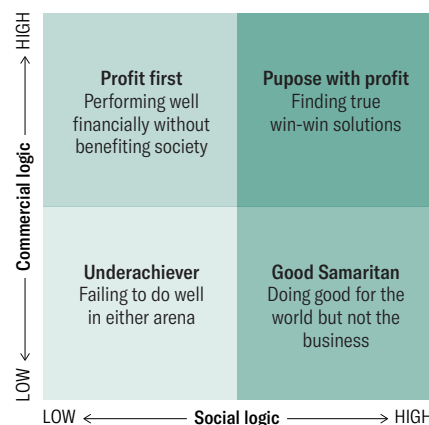 HIGH
Commercial logic
LOW
Profit first
Performing well
financially without
benefiting society
Pupose with profit
Finding true
win-win solutions
Underachiever
Failing to do well
in either arena
Good Samaritan
Doing good for the
world but not the
business
LOW Social logic HIGH